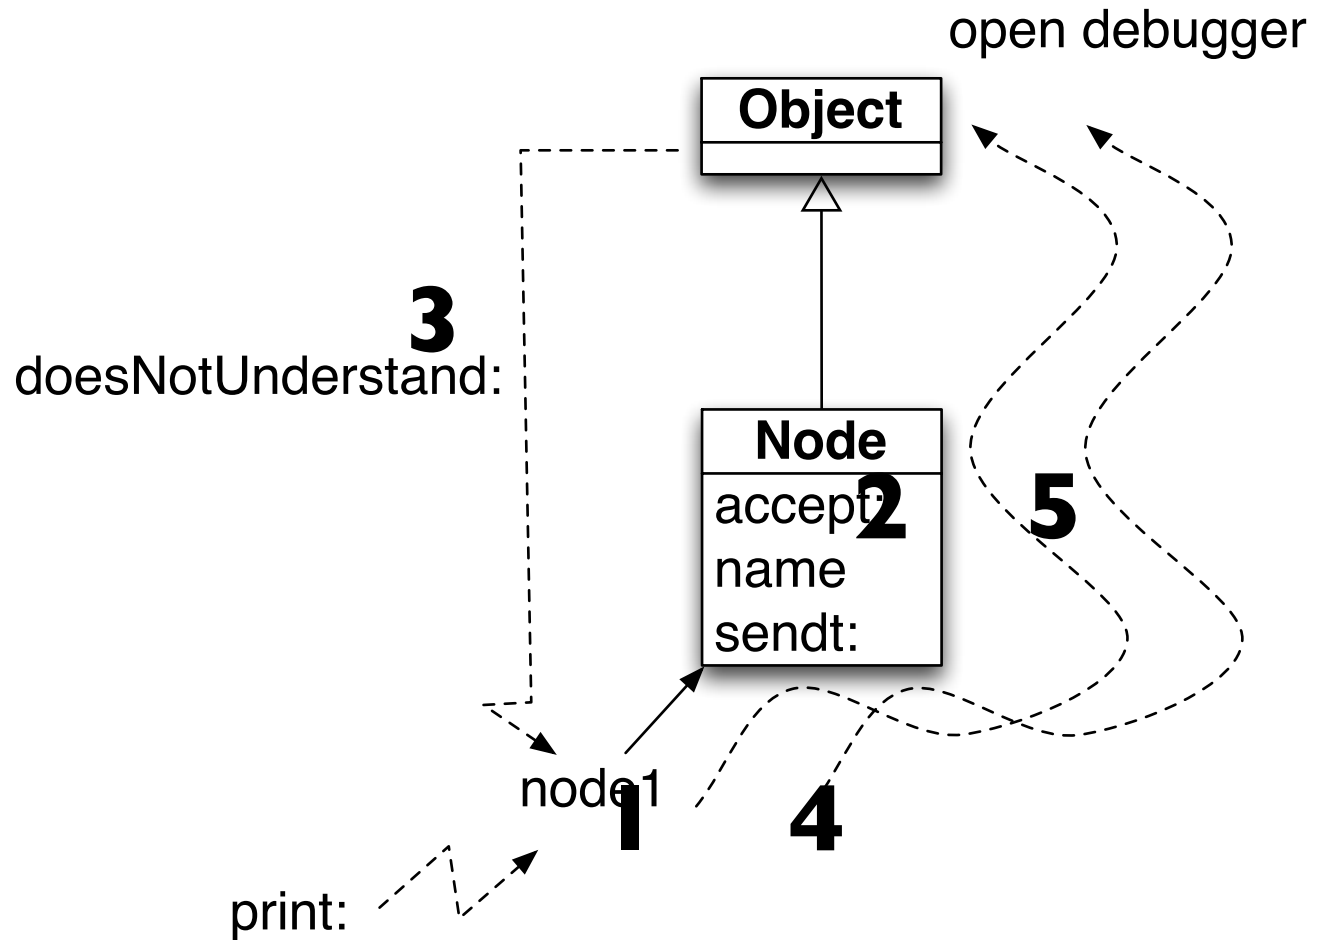 open debugger
Object
3
doesNotUnderstand:
Node
accept:
2
5
name
sendt:
node1
1
4
print: